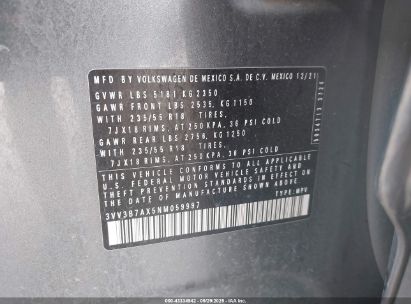 MFD. BY VOLKSWAGEN DE MEXICO S.A. DE C.V. MEXICO 12/21
GVWR LBS 5181 KG 2350
GAWR FRONT LBS 2535, KG 1150
WITH 235/55 R18 TIRES.
7JX18 RIMS, AT 250 KPA, 36 PSI COLD
GAWR REAR LBS 2756, KG 1250
WITH 235/55 R18 TIRES.
7JX18 RIMS, AT 250 KPA, 36 PSI COLD
THIS VEHICLE CONFORMS TO ALL APPLICABLE
U.S. FEDERAL MOTOR VEHICLE SAFETY AND
THEFT PREVENTION STANDARDS IN EFFECT ON THE
DATE OF MANUFACTURE SHOWN ABOVE.
3VV3B7AX5NM059997
TYPE: MPV